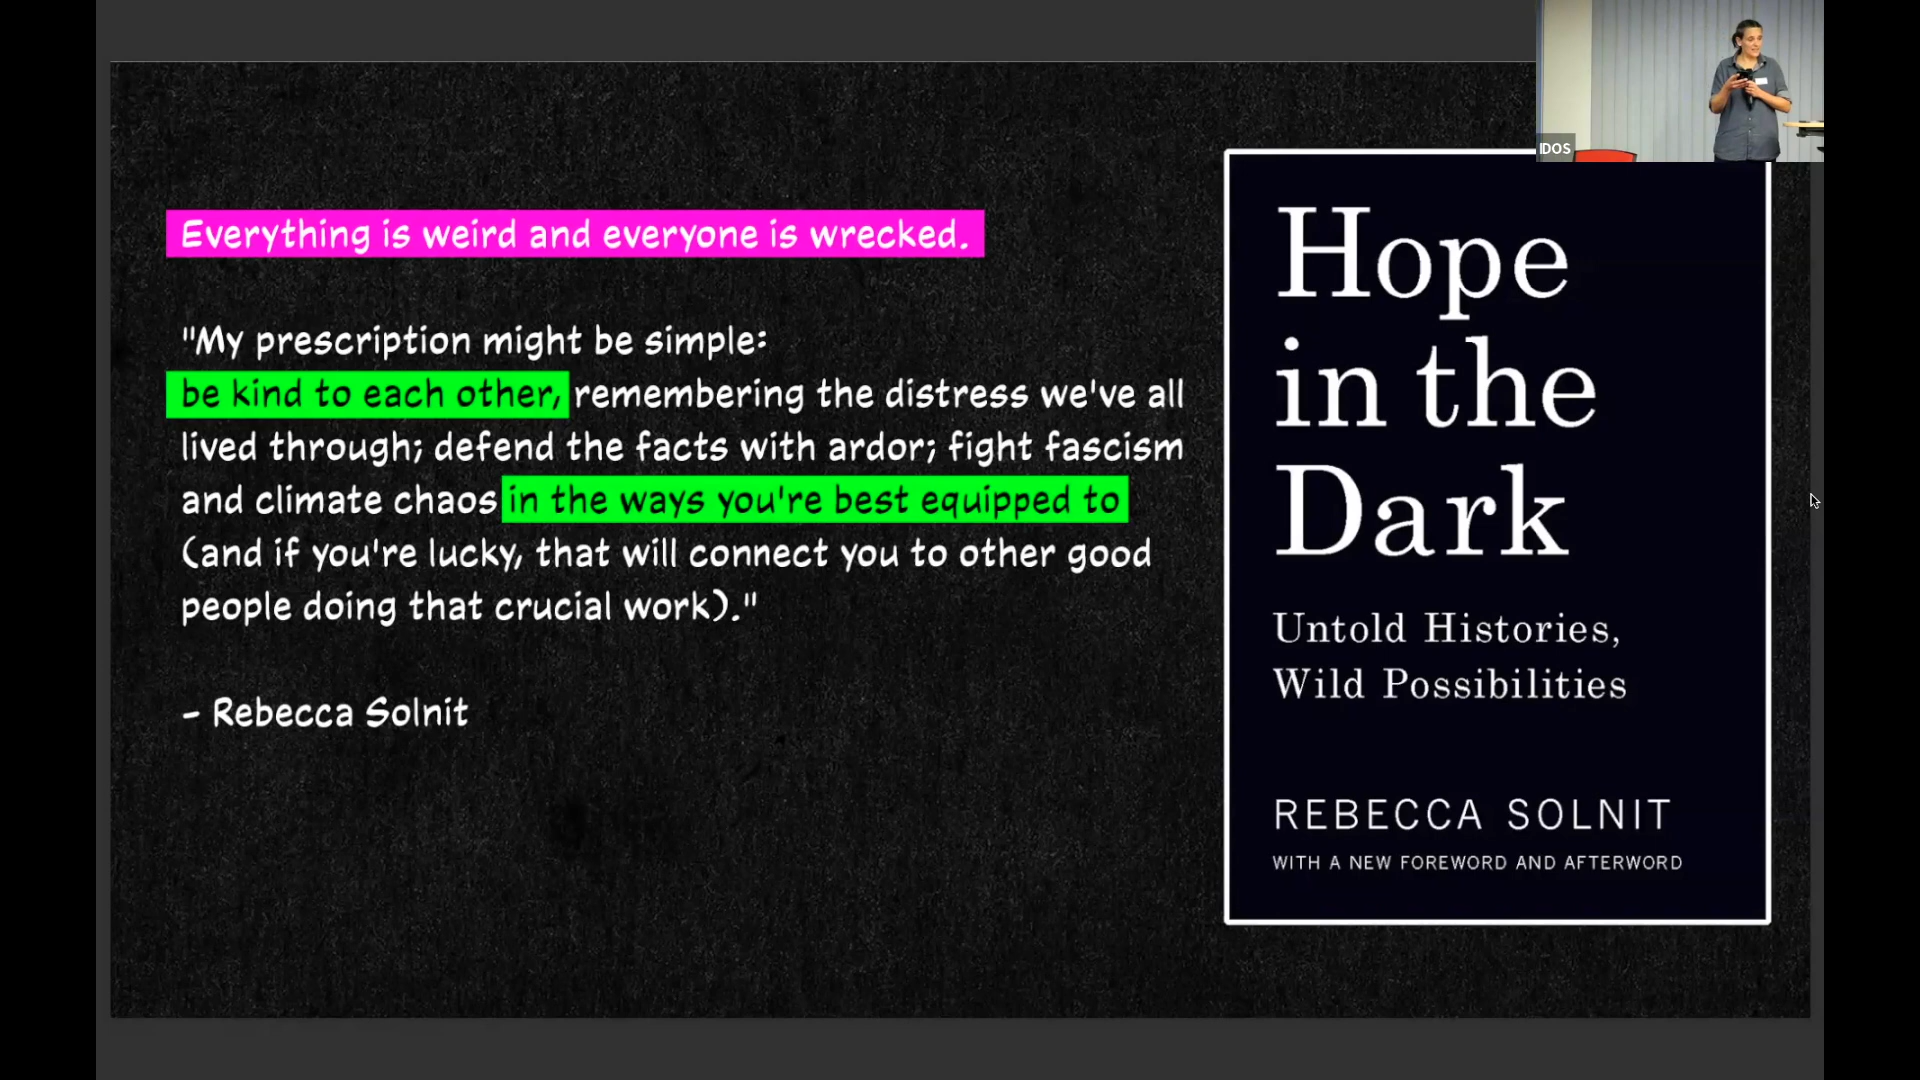 Everything is weird and everyone is wrecked.
"My prescription might be simple:
be kind to each other, remembering the distress we've all
lived through; defend the facts with ardor; fight fascism
and climate chaos in the ways you're best equipped to
(and if you're lucky, that will connect you to other good
people doing that crucial work)."
– Rebecca Solnit
IDOS
Hope
in the
Dark
Untold Histories,
Wild Possibilities
REBECCA SOLNIT
WITH A NEW FOREWORD AND AFTERWORD